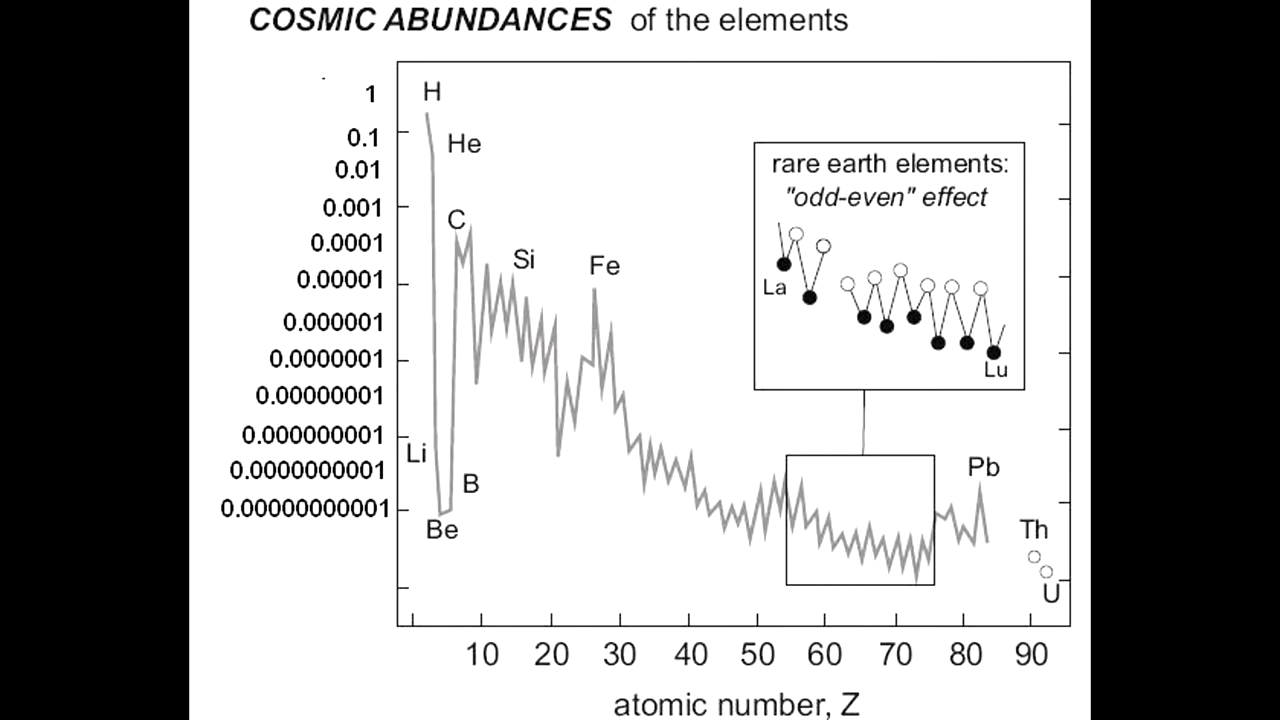 COSMIC ABUNDANCES of the elements
1
0.1
0.01
0.001
0.0001
0.00001
0.000001
0.0000001
0.00000001
0.000000001
0.0000000001
0.00000000001
H
He
C
Si
Fe
Li
B
Be
Pb
Th
U
rare earth elements:
"odd-even" effect
La
Lu
10 20 30 40 50 60 70 80 90
atomic number, Z